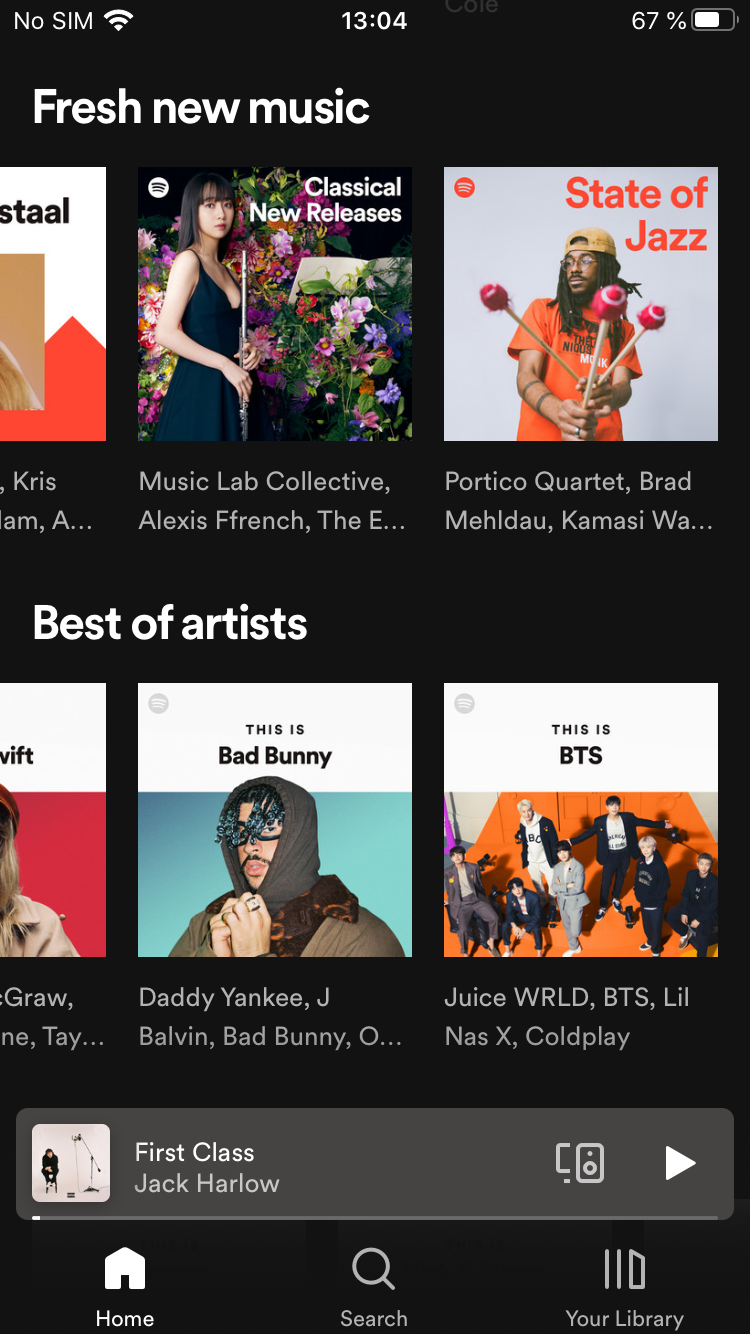 Cole
No SIM 13:04 67 %
Fresh new music
staal
Classical
New Releases
State of
Jazz
MONK
, Kris
lam, A...
Music Lab Collective,
Alexis Ffrench, The E...
Portico Quartet, Brad
Mehldau, Kamasi Wa...
Best of artists
vift
THIS IS
Bad Bunny
THIS IS
BTS
cGraw,
ne, Tay...
Daddy Yankee, J
Balvin, Bad Bunny, O...
Juice WRLD, BTS, Lil
Nas X, Coldplay
First Class
Jack Harlow
Home
Search
Your Library